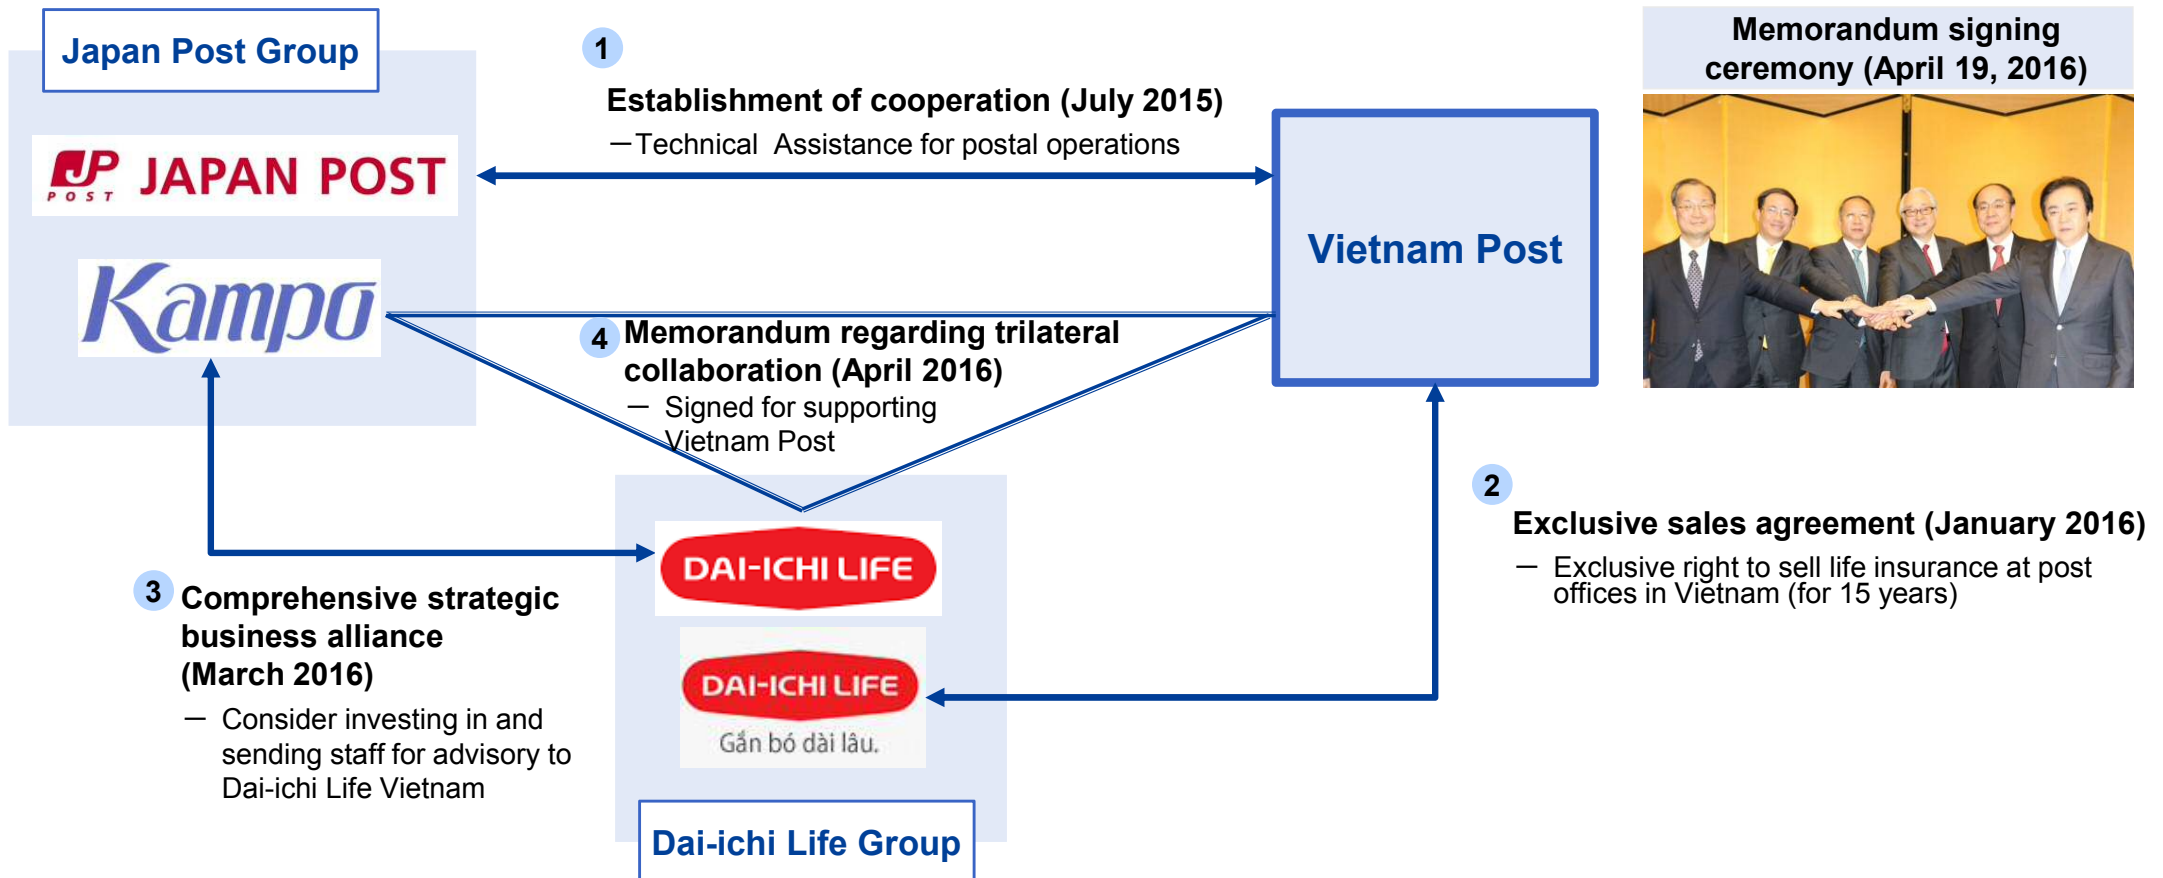 Japan Post Group
JP
POST
JAPAN POST
Kampo
1
Establishment of cooperation (July 2015)
－Technical Assistance for postal operations
Vietnam Post
Memorandum signing
ceremony (April 19, 2016)
4
Memorandum regarding trilateral
collaboration (April 2016)
－ Signed for supporting
Vietnam Post
2
Exclusive sales agreement (January 2016)
－ Exclusive right to sell life insurance at post
offices in Vietnam (for 15 years)
3
Comprehensive strategic
business alliance
(March 2016)
－ Consider investing in and
sending staff for advisory to
Dai-ichi Life Vietnam
DAI-ICHI LIFE
DAI-ICHI LIFE
Gắn bó dài lâu.
Dai-ichi Life Group